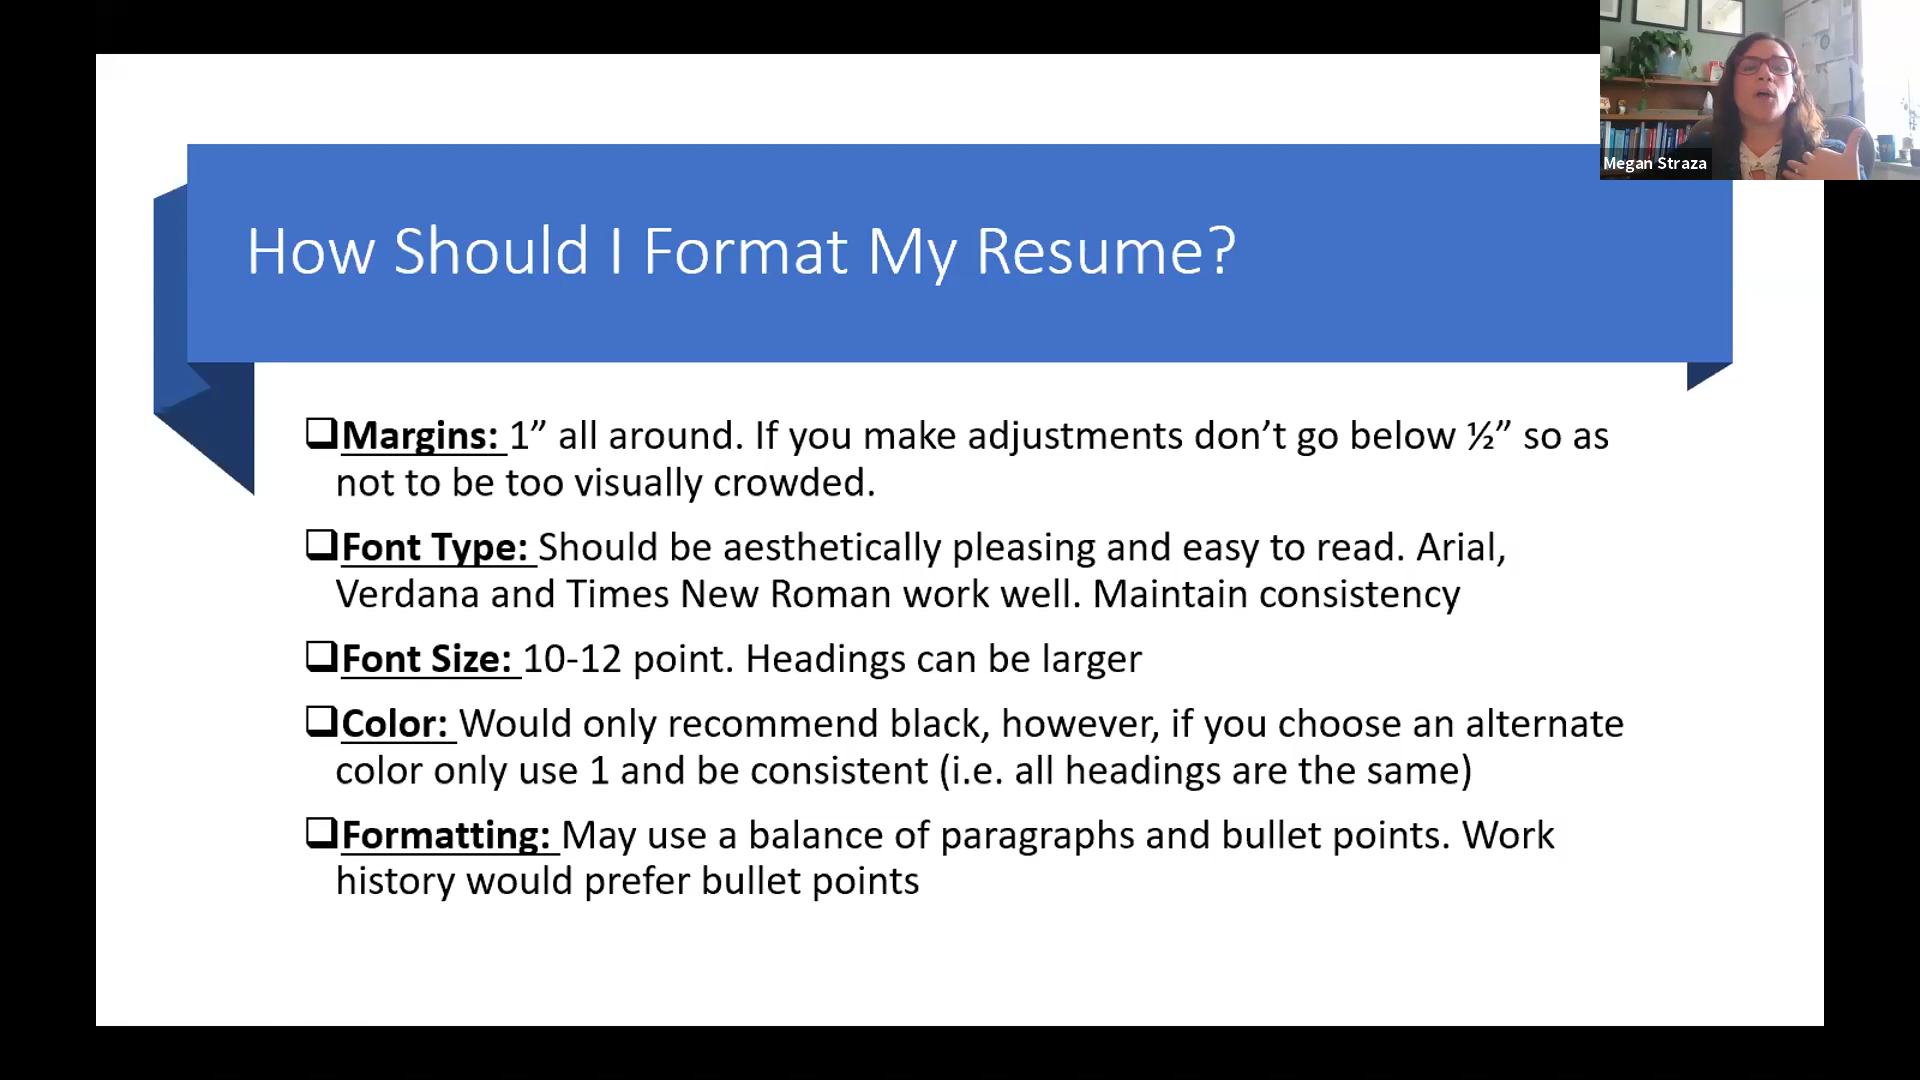 Megan Straza
How Should I Format My Resume?
Margins: 1” all around. If you make adjustments don’t go below ½” so as
not to be too visually crowded.
Font Type: Should be aesthetically pleasing and easy to read. Arial,
Verdana and Times New Roman work well. Maintain consistency
Font Size: 10-12 point. Headings can be larger
Color: Would only recommend black, however, if you choose an alternate
color only use 1 and be consistent (i.e. all headings are the same)
Formatting: May use a balance of paragraphs and bullet points. Work
history would prefer bullet points